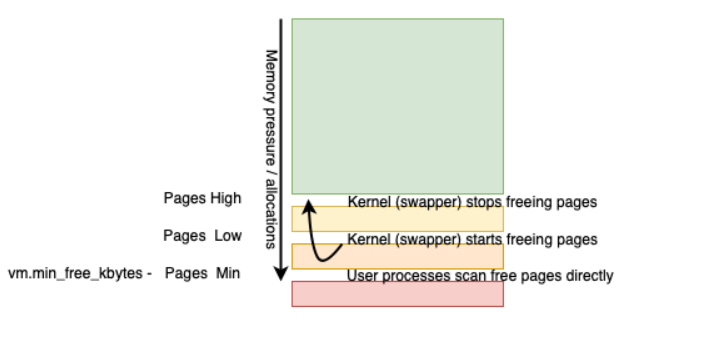 Memory pressure / allocations
Pages High
Kernel (swapper) stops freeing pages
Pages Low
Kernel (swapper) starts freeing pages
vm.min_free_kbytes - Pages Min
User processes scan free pages directly